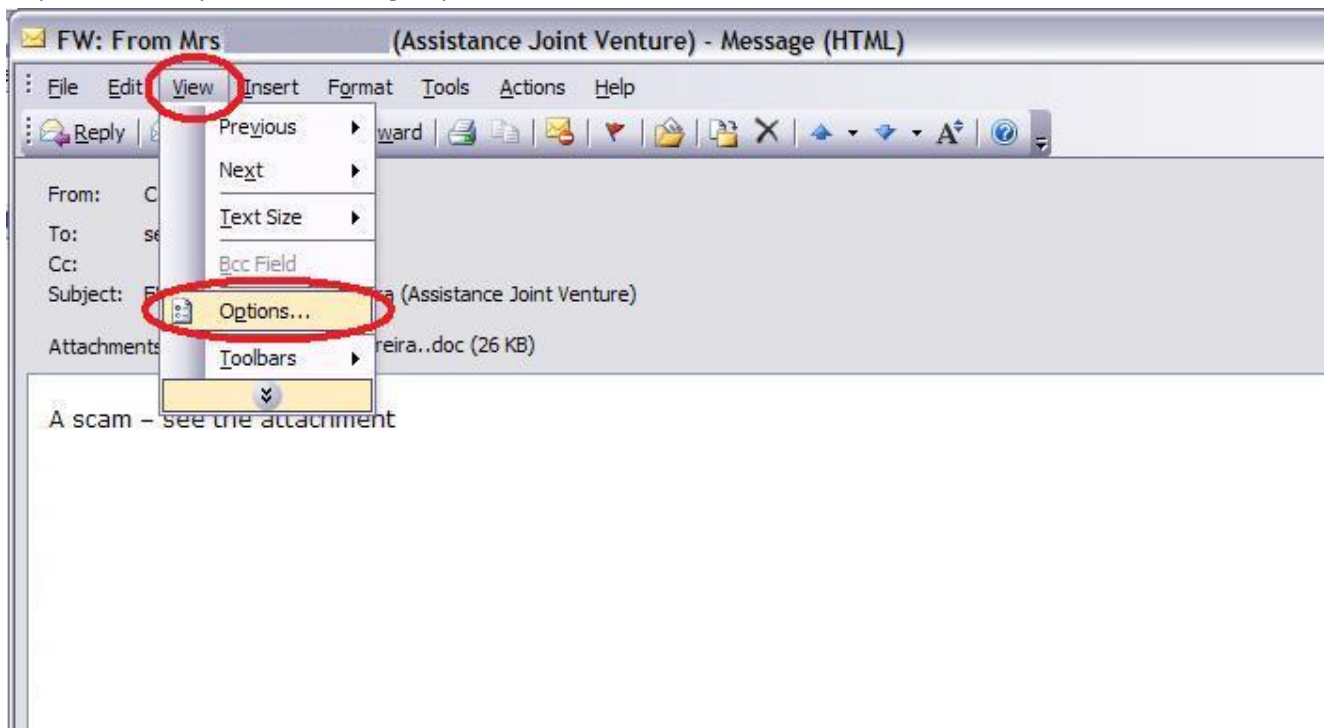 FW: From Mrs (Assistance Joint Venture) - Message (HTML)
File Edit View Insert Format Tools Actions Help
Reply ward
Previous
Next
From: C
Text Size
To: se
Cc:
Bcc Field
Subject: a (Assistance Joint Venture)
Options...
Attachments reira..doc (26 KB)
Toolbars
A scam – see the attachment